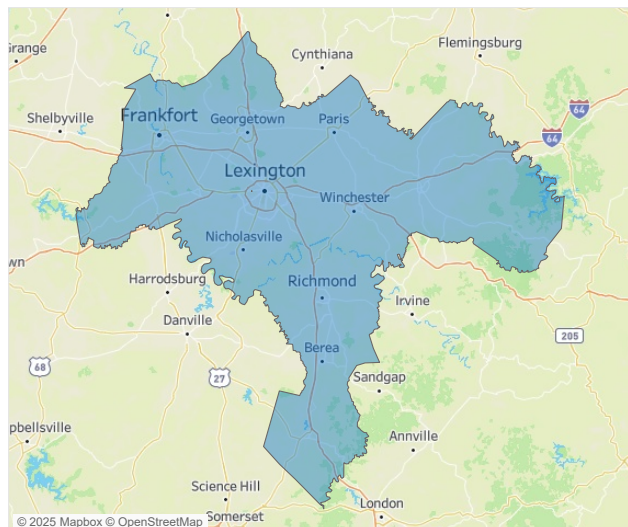 Grange
Cynthiana
Flemingsburg
Shelbyville
Frankfort
Georgetown
Paris
64
64
Lexington
Winchester
Nicholasville
wn
Harrodsburg
Richmond
Irvine
Danville
205
68
27
Berea
Sandgap
pbellsville
Annville
Science Hill
London
Somerset
© 2025 Mapbox © OpenStreetMap